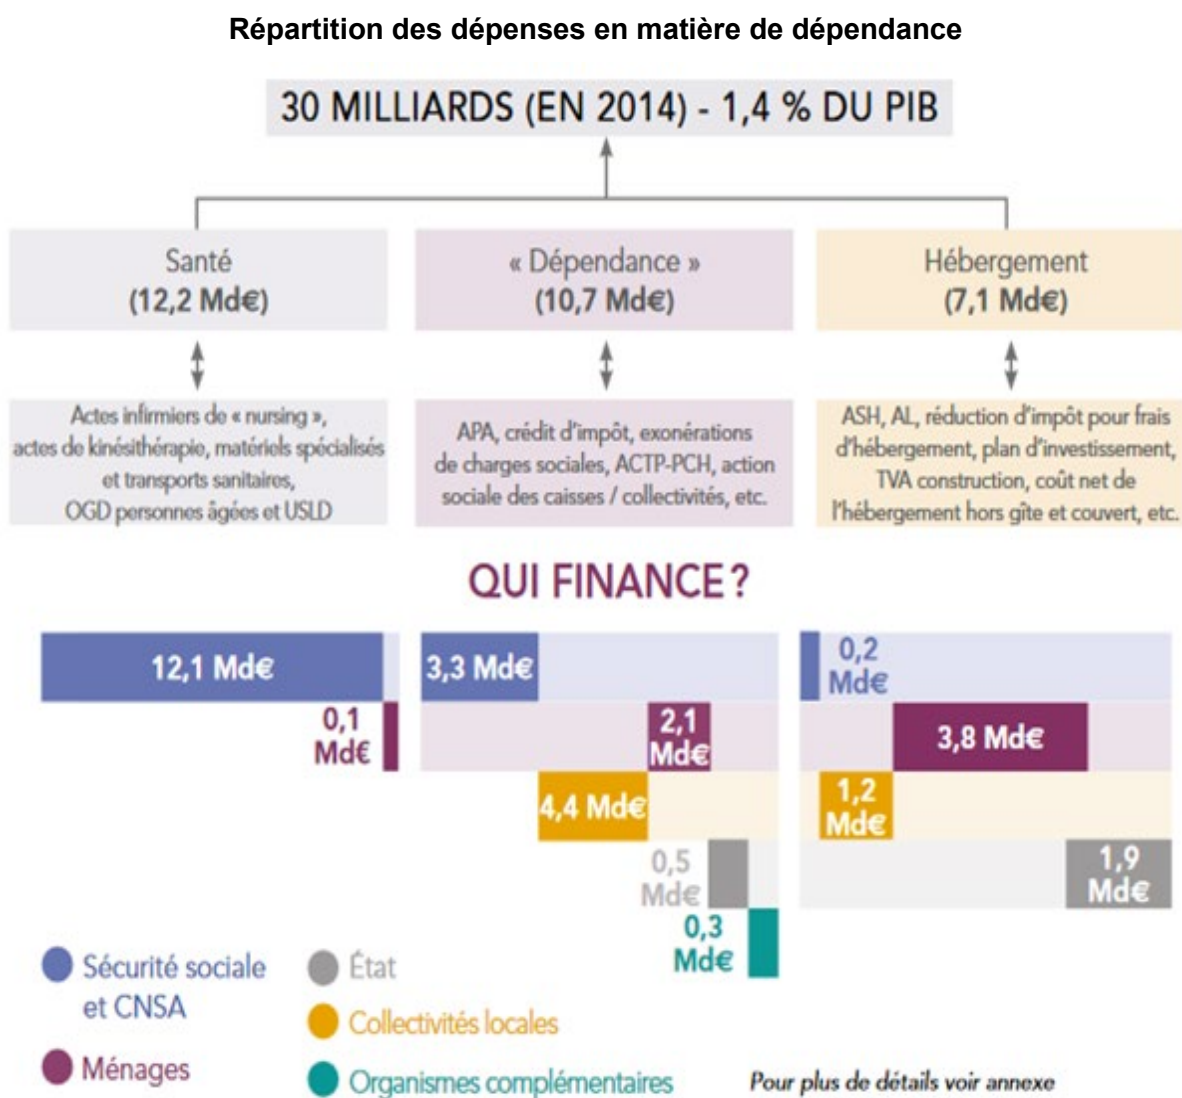 Répartition des dépenses en matière de dépendance
30 MILLIARDS (EN 2014) - 1,4 % DU PIB
Santé
(12,2 Md€)
« Dépendance »
(10,7 Md€)
Hébergement
(7,1 Md€)
Actes infirmiers de « nursing »,
actes de kinésithérapie, matériels spécialisés
et transports sanitaires,
OGD personnes âgées et USLD
APA, crédit d'impôt, exonérations
de charges sociales, ACTP-PCH, action
sociale des caisses / collectivités, etc.
ASH, AL, réduction d'impôt pour frais
d'hébergement, plan d'investissement,
TVA construction, coût net de
l'hébergement hors gîte et couvert, etc.
QUI FINANCE ?
12,1 Md€
0,1
Md€
3,3 Md€
2,1
Md€
4,4 Md€
0,5
Md€
0,3
Md€
0,2
Md€
3,8 Md€
1,2
Md€
1,9
Md€
Sécurité sociale
et CNSA
Ménages
État
Collectivités locales
Organismes complémentaires
Pour plus de détails voir annexe